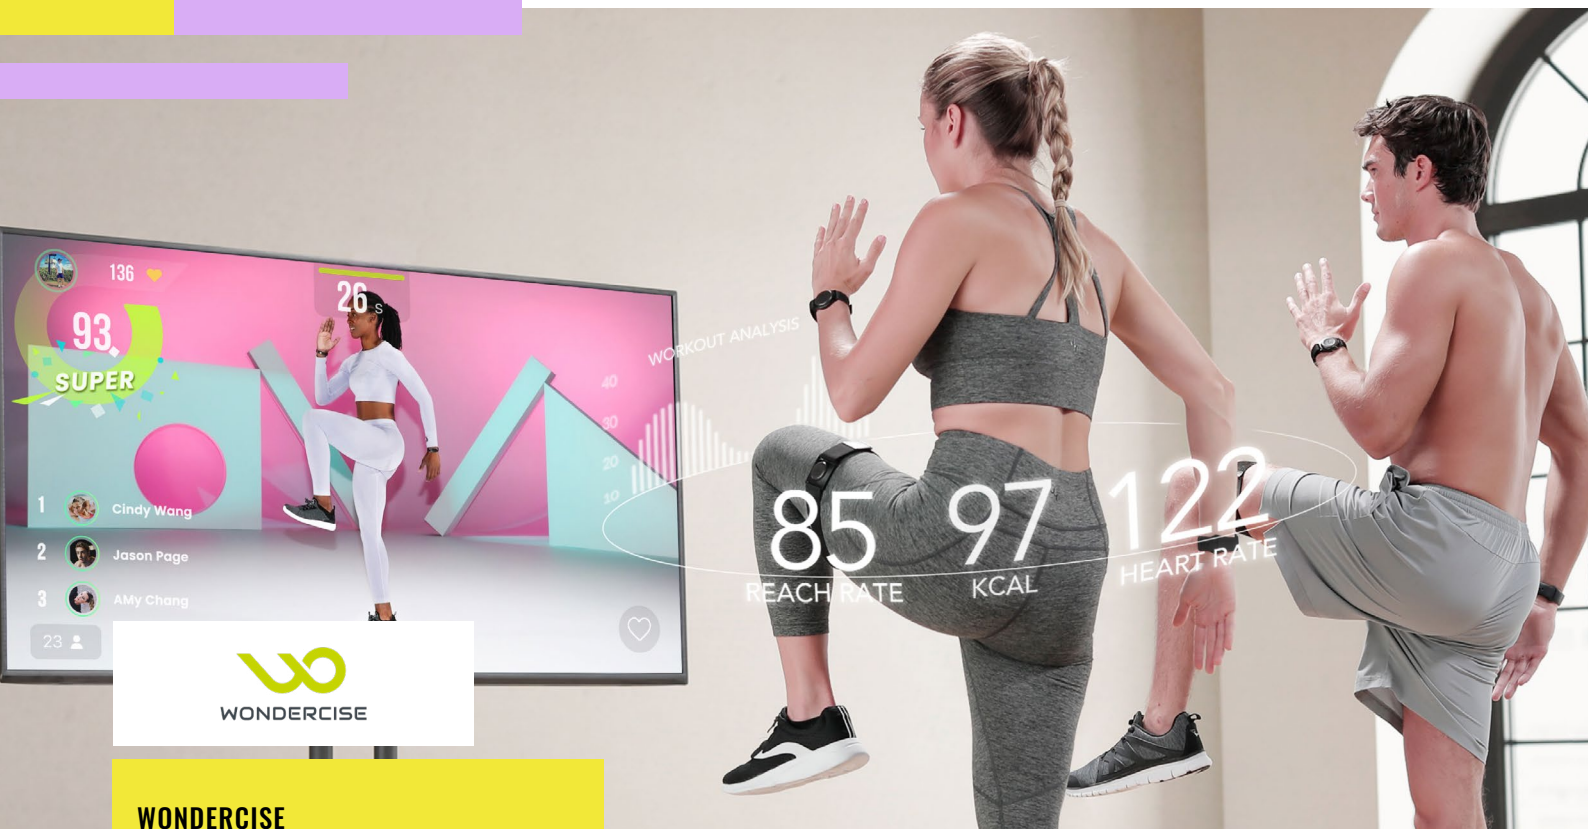 136
93
SUPER
26 s
1 Cindy Wang
2 Jason Page
3 AMy Chang
23
WORKOUT ANALYSIS
40
30
20
10
85
REACH RATE
97
KCAL
122
HEART RATE
WONDERCISE
WONDERCISE